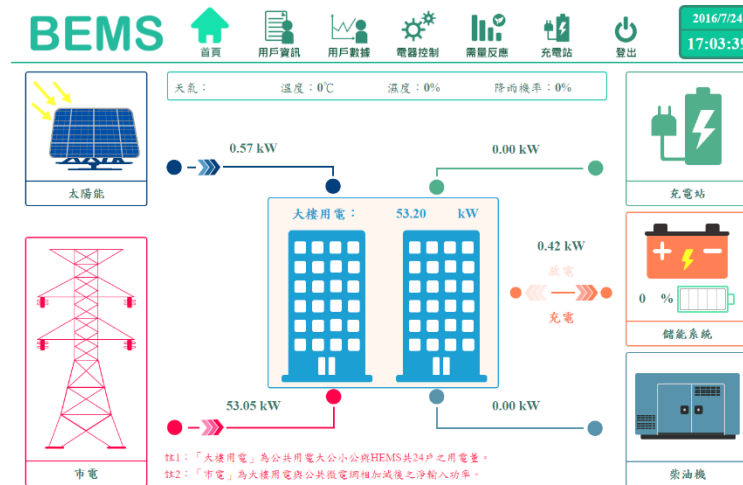 BEMS
首頁
用戶資訊
用戶數據
電器控制
需量反應
充電站
登出
2016/7/24
17:03:39
天氣：
溫度：0℃
濕度：0%
降雨機率：0%
太陽能
0.57 kW
0.00 kW
充電站
大樓用電： 53.20 kW
0.42 kW
放電
充電
0 %
儲能系統
市電
53.05 kW
0.00 kW
柴油機
註1：「大樓用電」為公共用電大公小公與HEMS共24戶之用電量。
註2：「市電」為大樓用電與公共微電網相加減後之淨輸入功率。